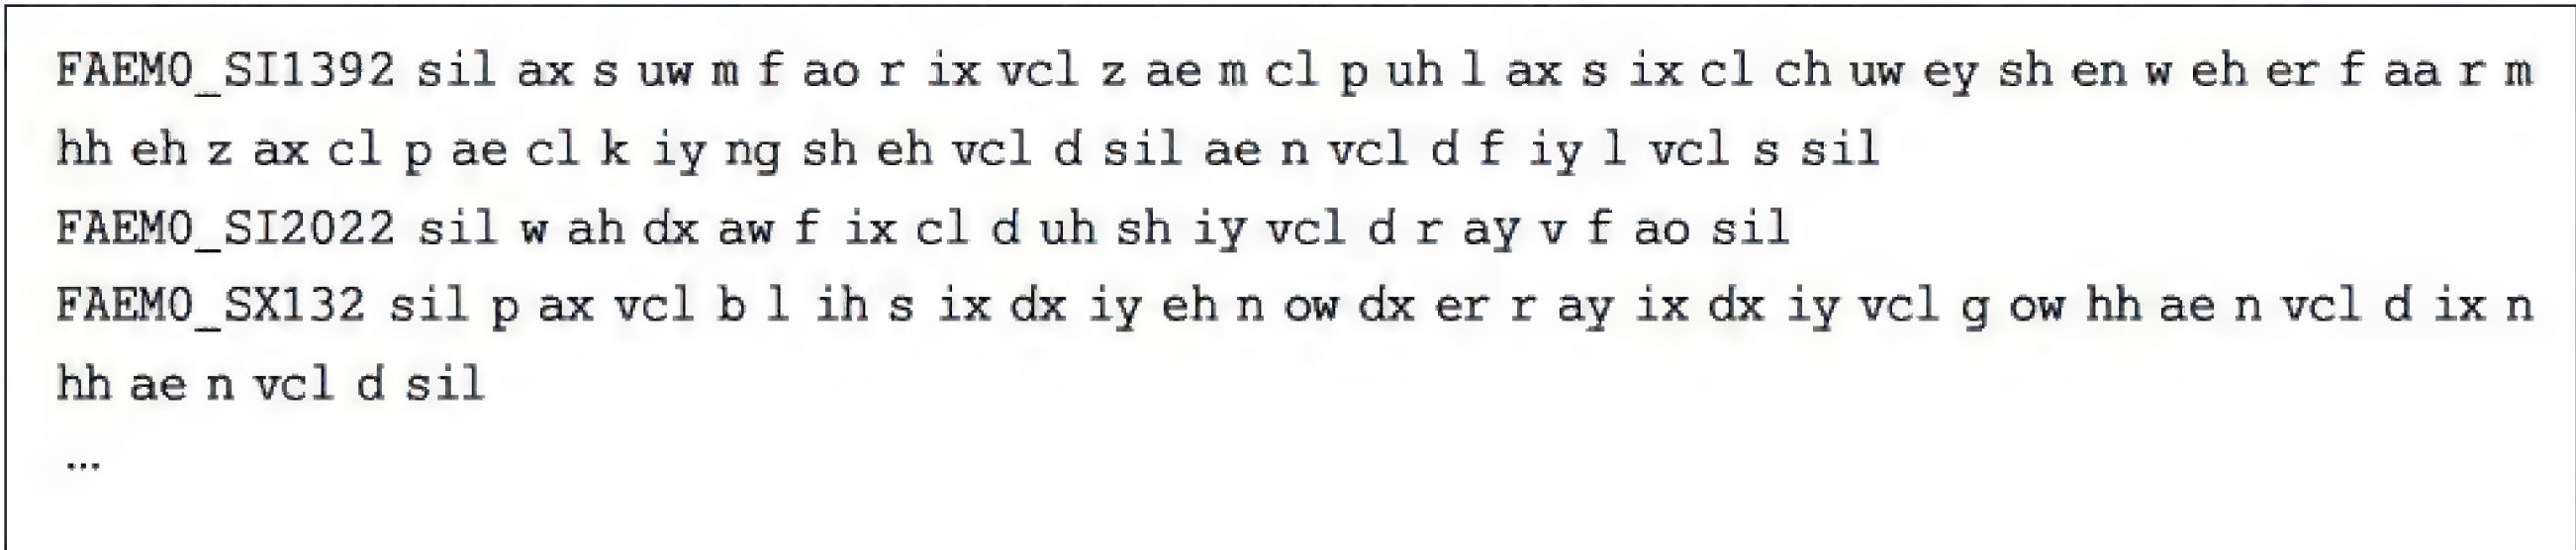 FAEM0_SI1392 sil ax s uw m f ao r ix vcl z ae m cl p uh l ax s ix cl ch uw ey sh en w eh er f aa r m
hh eh z ax cl p ae cl k iy ng sh eh vcl d sil ae n vcl d f iy l vcl s sil
FAEM0_SI2022 sil w ah dx aw f ix cl d uh sh iy vcl d r ay v f ao sil
FAEM0_SX132 sil p ax vcl b l ih s ix dx iy eh n ow dx er r ay ix dx iy vcl g ow hh ae n vcl d ix n
hh ae n vcl d sil
...